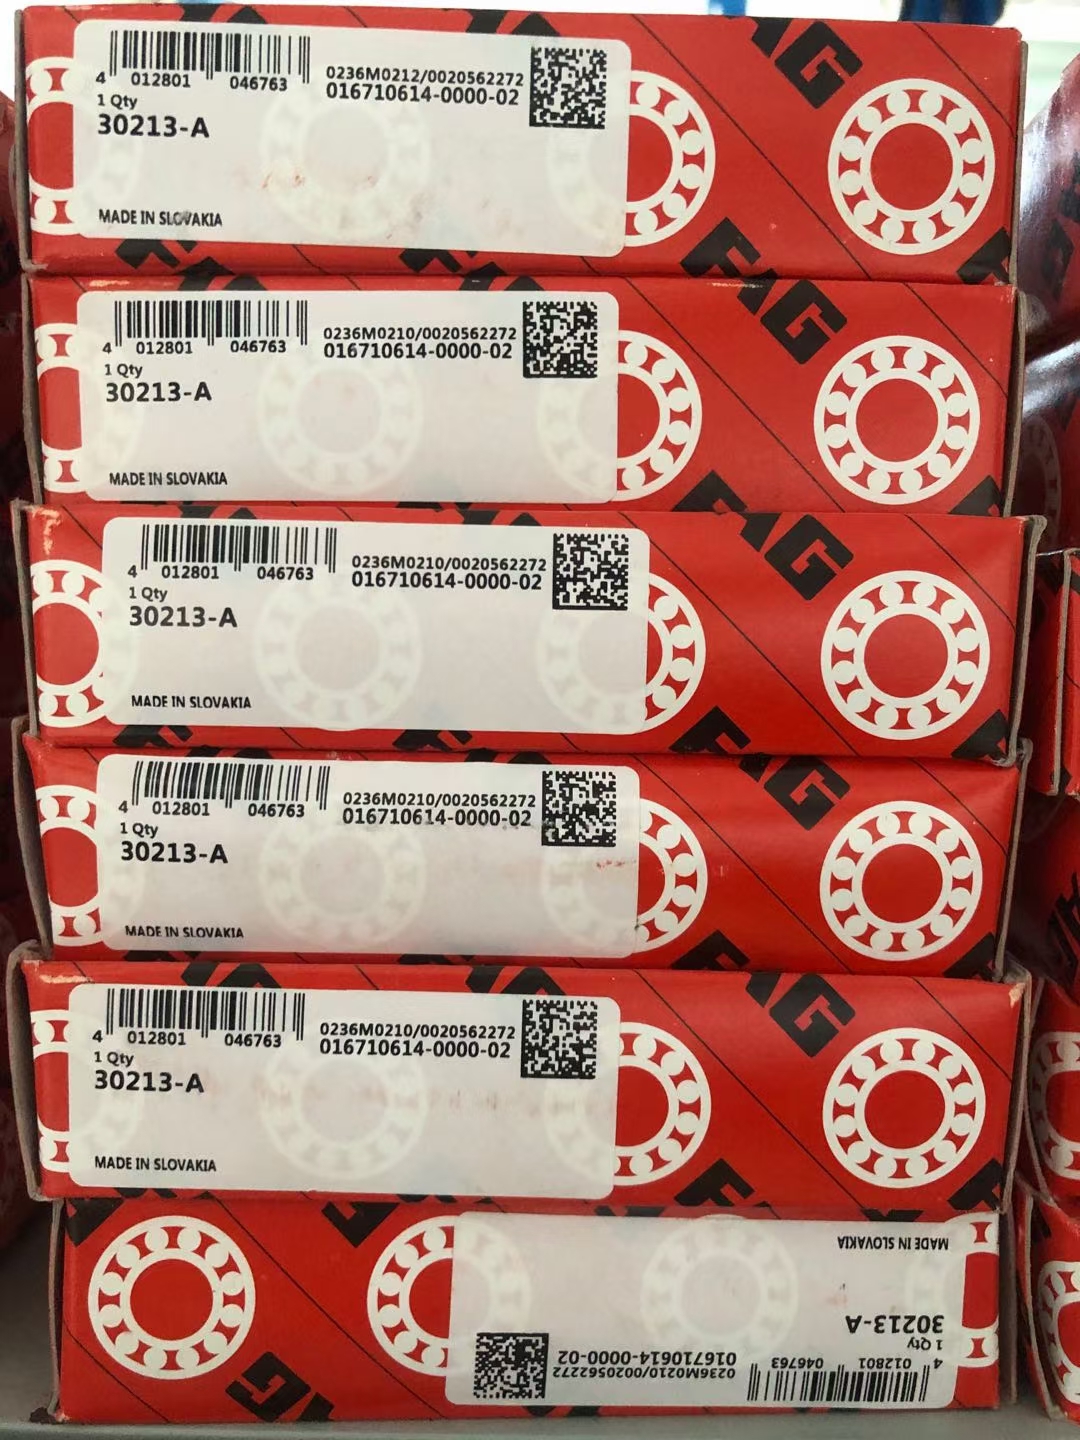 FAG
4 012801 046763
0236M0212/0020562272
016710614-0000-02
1 Qty
30213-A
MADE IN SLOVAKIA
FAG
4 012801 046763
0236M0210/0020562272
016710614-0000-02
1 Qty
30213-A
MADE IN SLOVAKIA
FAG
4 012801 046763
0236M0210/0020562272
016710614-0000-02
1 Qty
30213-A
MADE IN SLOVAKIA
FAG
4 012801 046763
0236M0210/0020562272
016710614-0000-02
1 Qty
30213-A
MADE IN SLOVAKIA
FAG
4 012801 046763
0236M0210/0020562272
016710614-0000-02
1 Qty
30213-A
MADE IN SLOVAKIA
FAG
4 012801 046763
0236M0210/0020562272
016710614-0000-02
1 Qty
30213-A
MADE IN SLOVAKIA